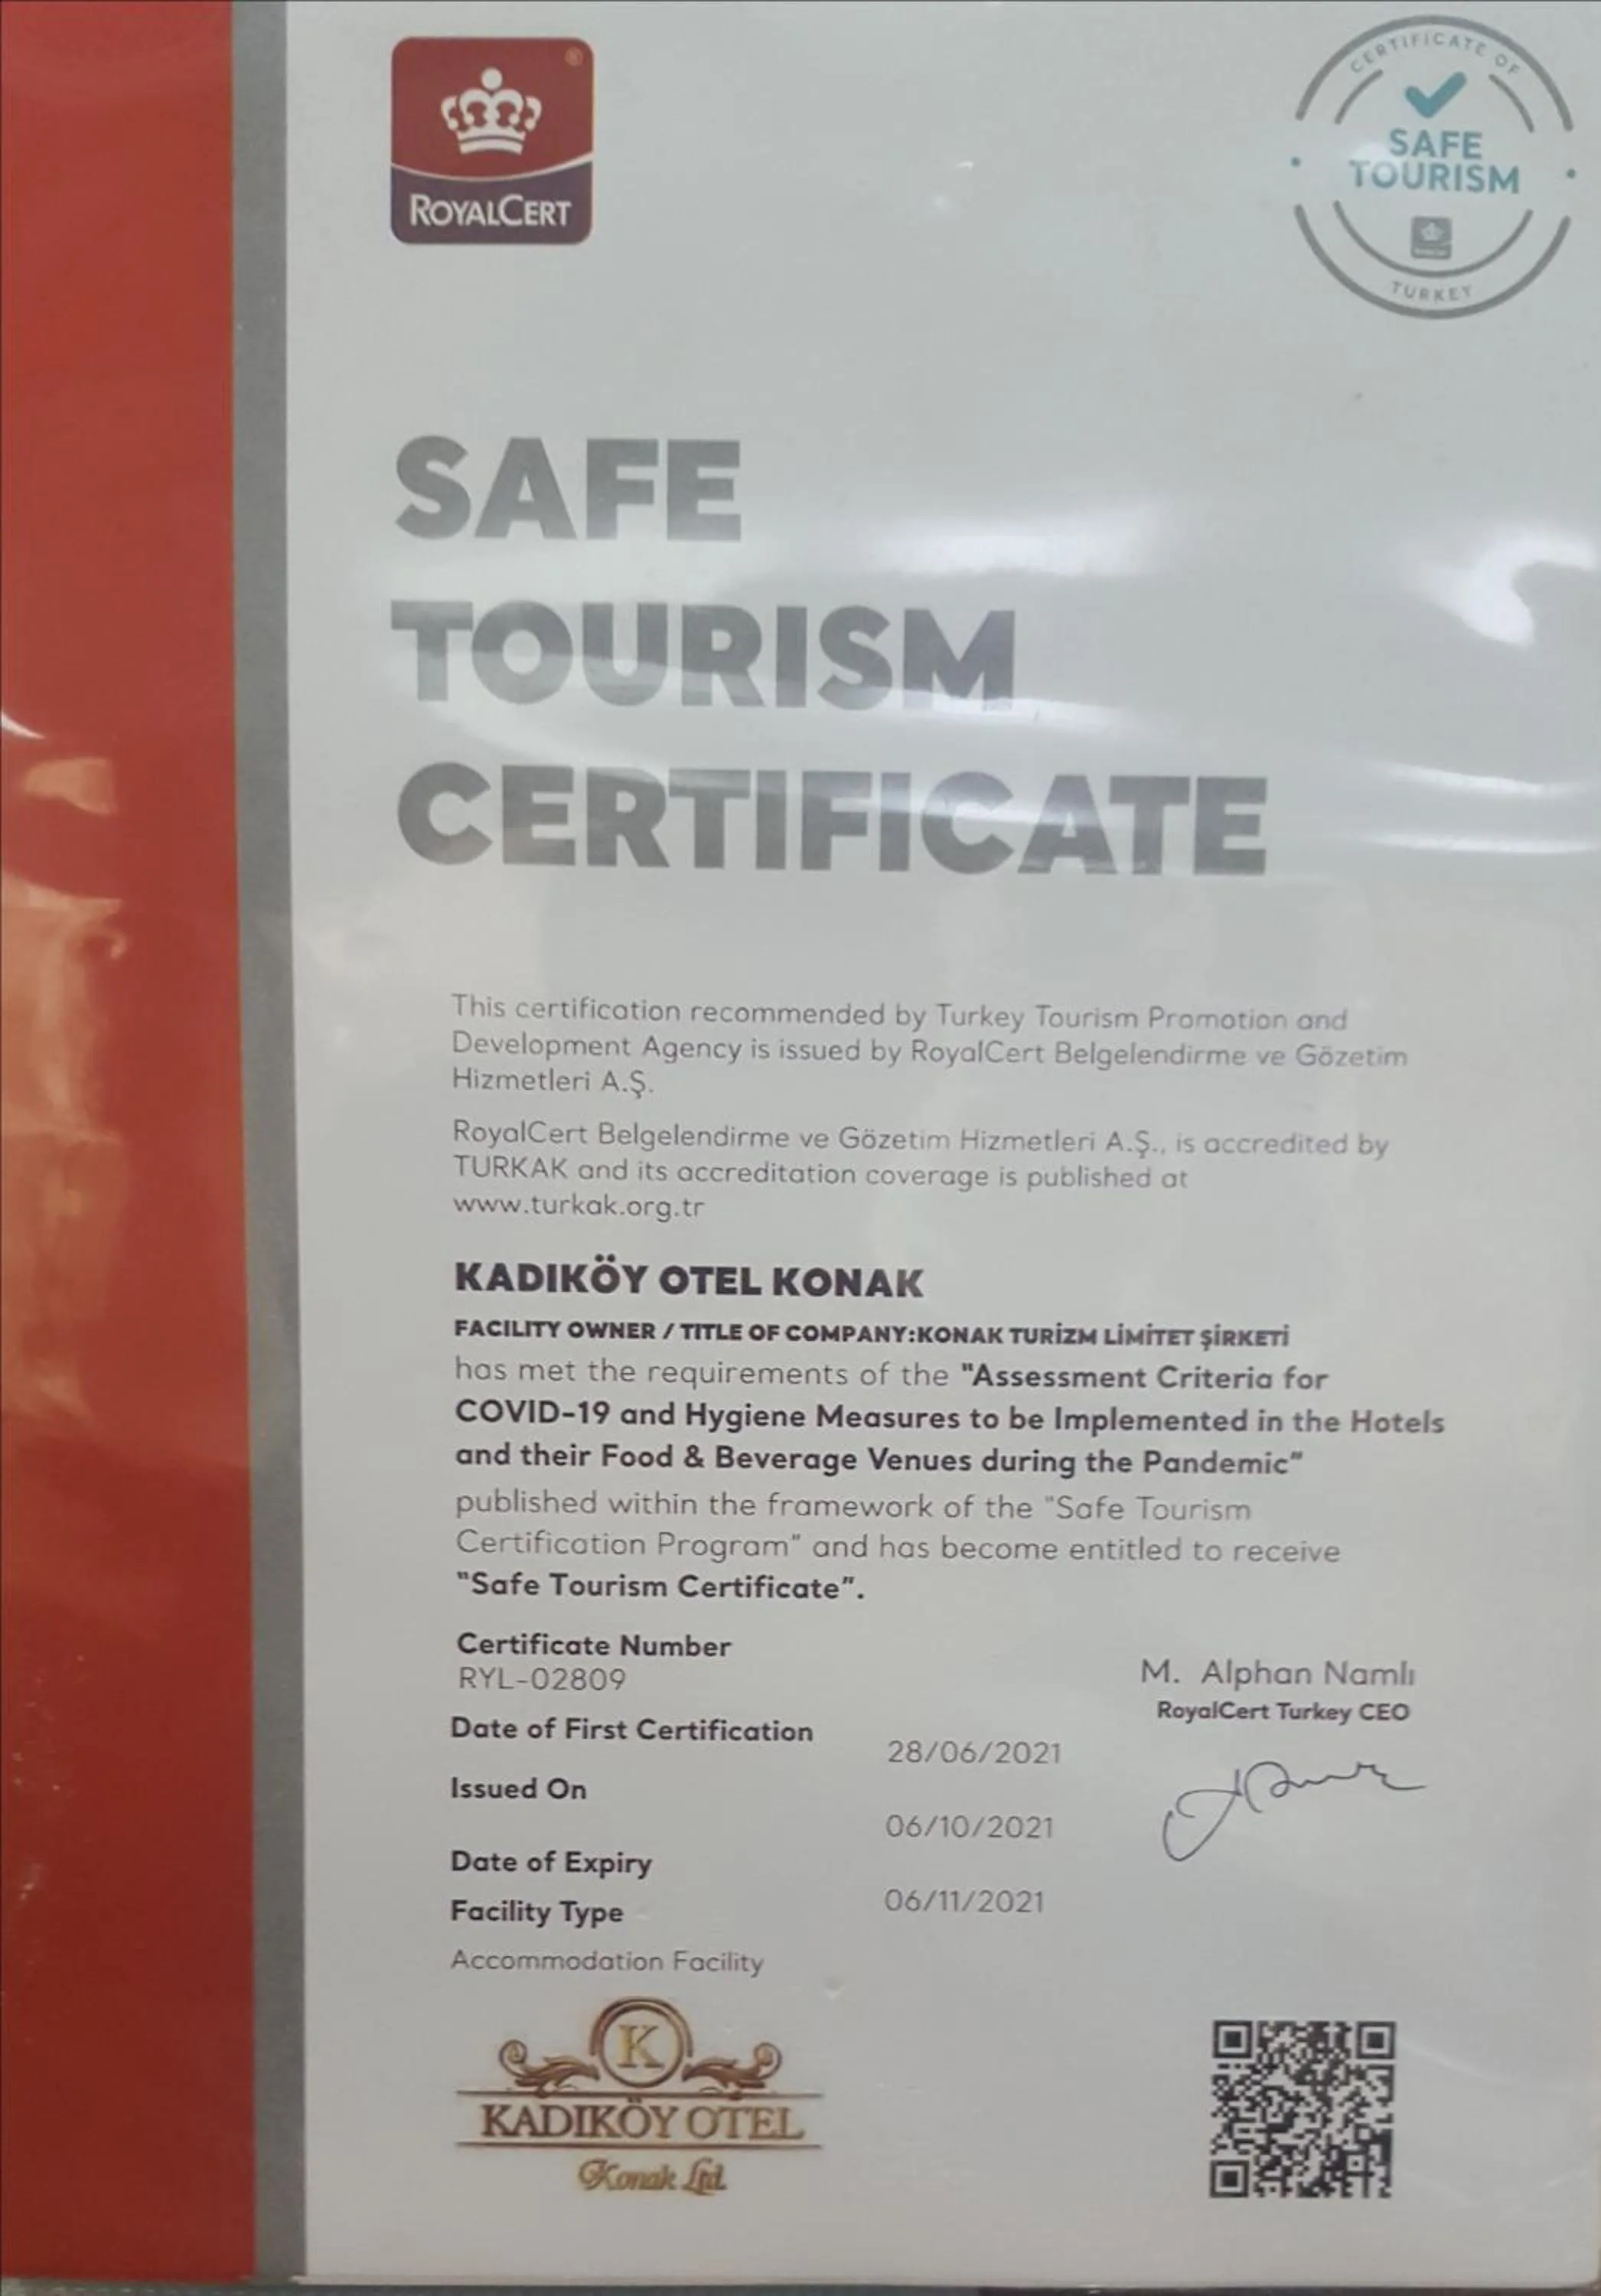 ROYALCERT
CERTIFICATE OF
SAFE
TOURISM
TURKEY
SAFE
TOURISM
CERTIFICATE
This certification recommended by Turkey Tourism Promotion and
Development Agency is issued by RoyalCert Belgelendirme ve Gözetim
Hizmetleri A.Ş.
RoyalCert Belgelendirme ve Gözetim Hizmetleri A.Ş., is accredited by
TURKAK and its accreditation coverage is published at
www.turkak.org.tr
KADIKÖY OTEL KONAK
FACILITY OWNER / TITLE OF COMPANY:KONAK TURİZM LİMİTET ŞİRKETİ
has met the requirements of the "Assessment Criteria for
COVID-19 and Hygiene Measures to be Implemented in the Hotels
and their Food & Beverage Venues during the Pandemic"
published within the framework of the "Safe Tourism
Certification Program" and has become entitled to receive
"Safe Tourism Certificate".
Certificate Number
RYL-02809
M. Alphan Namlı
RoyalCert Turkey CEO
Date of First Certification
28/06/2021
Issued On
06/10/2021
Date of Expiry
06/11/2021
Facility Type
Accommodation Facility
K
KADIKÖY OTEL
Konak Ltd.